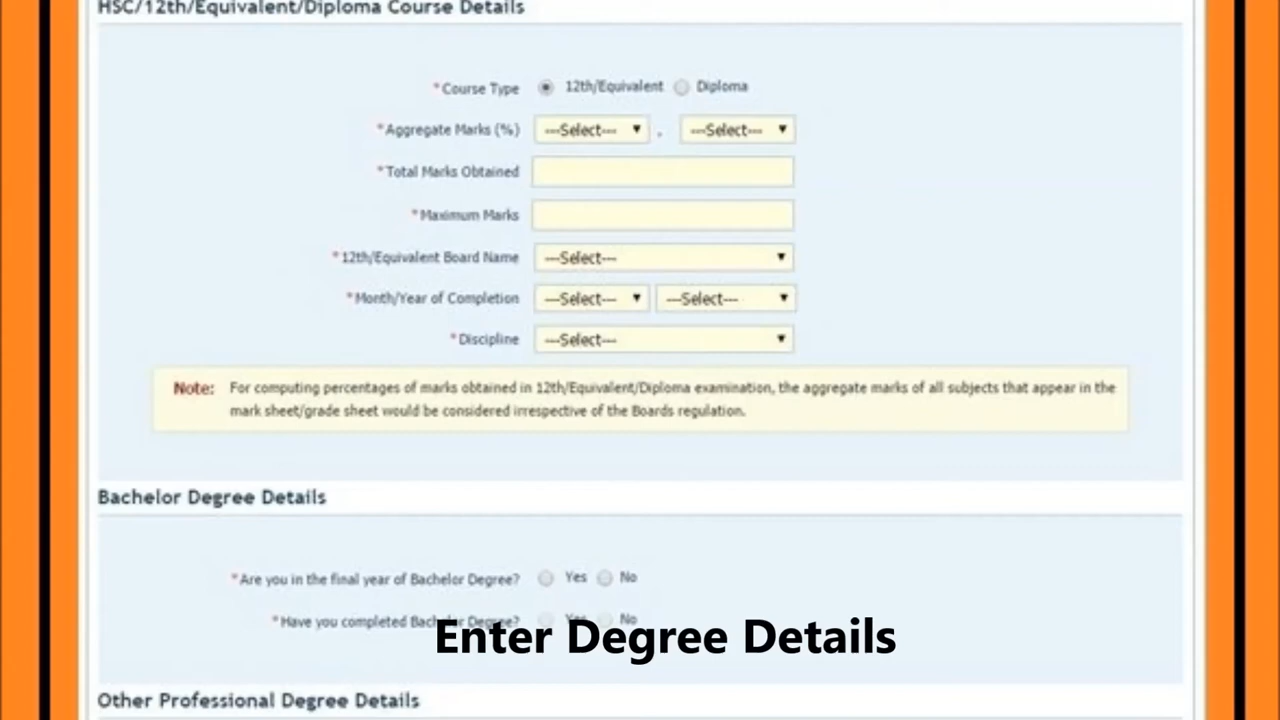 HSC/12th/Equivalent/Diploma Course Details
*Course Type 12th/Equivalent Diploma
*Aggregate Marks (%) ---Select--- . ---Select---
*Total Marks Obtained
*Maximum Marks
*12th/Equivalent Board Name ---Select---
*Month/Year of Completion ---Select--- ---Select---
*Discipline ---Select---
Note: For computing percentages of marks obtained in 12th/Equivalent/Diploma examination, the aggregate marks of all subjects that appear in the
mark sheet/grade sheet would be considered irrespective of the Boards regulation.
Bachelor Degree Details
*Are you in the final year of Bachelor Degree? Yes No
*Have you completed Bachelor Degree? Yes No
Enter Degree Details
Other Professional Degree Details